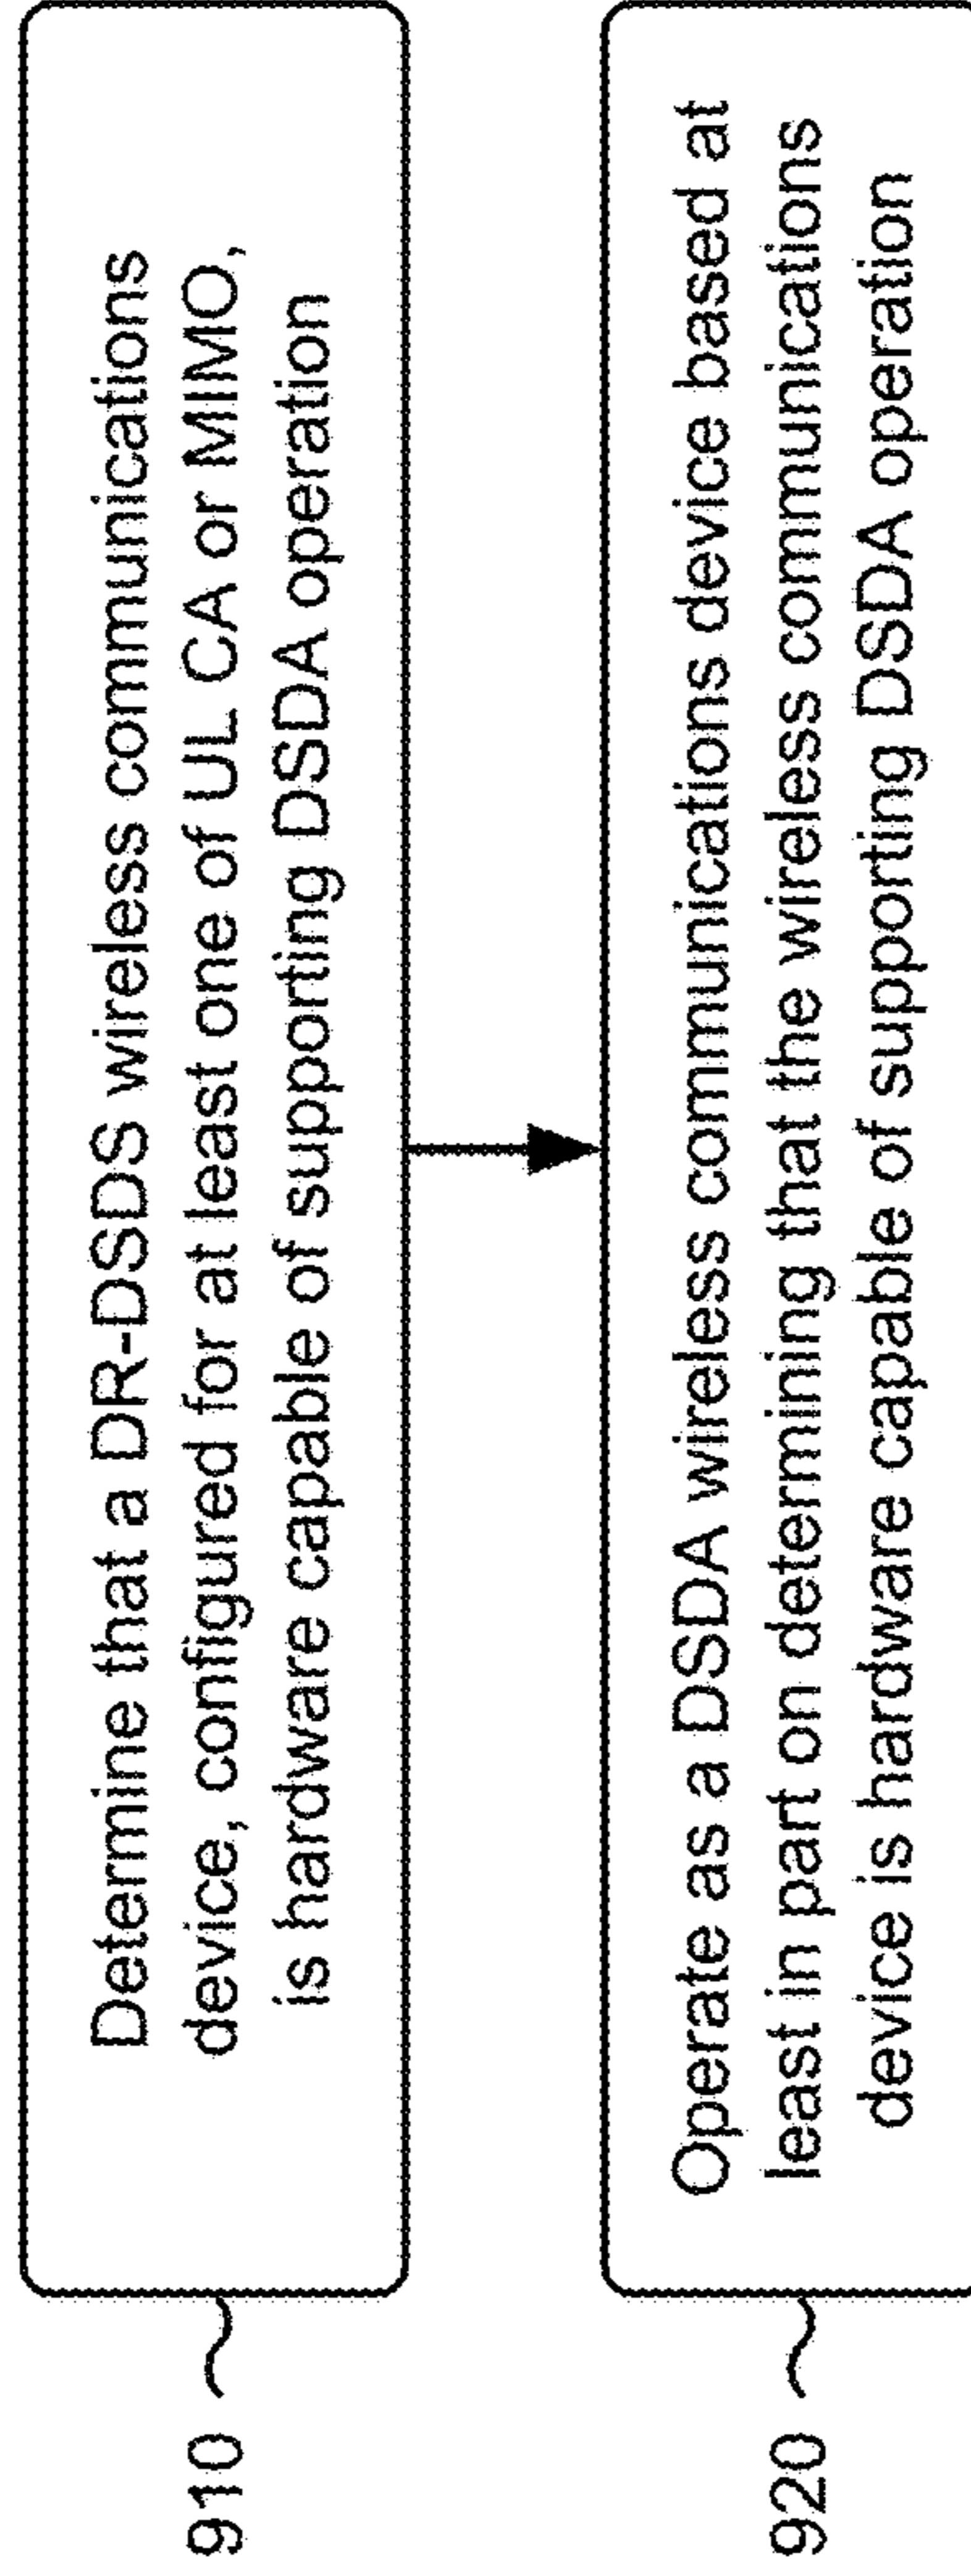 910
Determine that a DR-DSDS wireless communications
device, configured for at least one of UL CA or MIMO,
is hardware capable of supporting DSDA operation
920
Operate as a DSDA wireless communications device based at
least in part on determining that the wireless communications
device is hardware capable of supporting DSDA operation